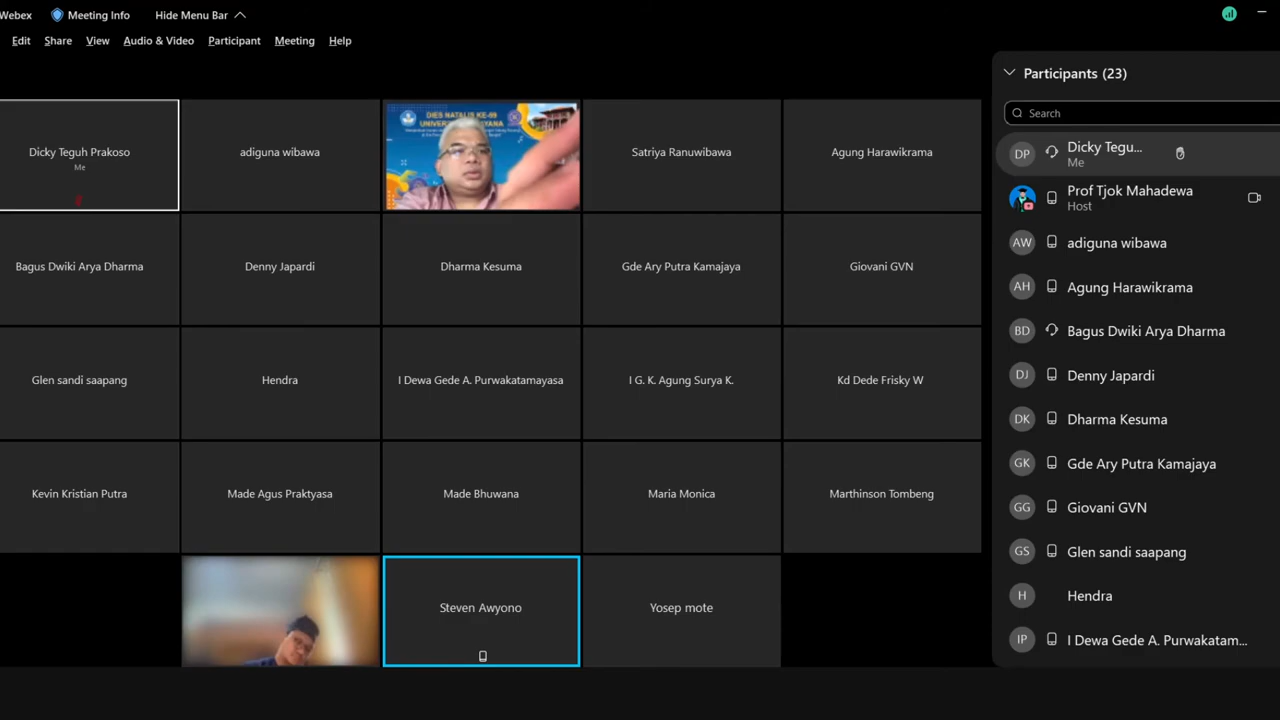 Webex
Meeting Info
Hide Menu Bar
Edit
Share
View
Audio & Video
Participant
Meeting
Help
Participants (23)
Search
Dicky Teguh Prakoso
Me
adiguna wibawa
DIES NATALIS KE-59
Satriya Ranuwibawa
Agung Harawikrama
Bagus Dwiki Arya Dharma
Denny Japardi
Dharma Kesuma
Gde Ary Putra Kamajaya
Giovani GVN
Glen sandi saapang
Hendra
I Dewa Gede A. Purwakatamayasa
I G. K. Agung Surya K.
Kd Dede Frisky W
Kevin Kristian Putra
Made Agus Praktyasa
Made Bhuwana
Maria Monica
Marthinson Tombeng
Steven Awyono
Yosep mote
DP
Dicky Tegu...
Me
Prof Tjok Mahadewa
Host
AW
adiguna wibawa
AH
Agung Harawikrama
BD
Bagus Dwiki Arya Dharma
DJ
Denny Japardi
DK
Dharma Kesuma
GK
Gde Ary Putra Kamajaya
GG
Giovani GVN
GS
Glen sandi saapang
H
Hendra
IP
I Dewa Gede A. Purwakatam...